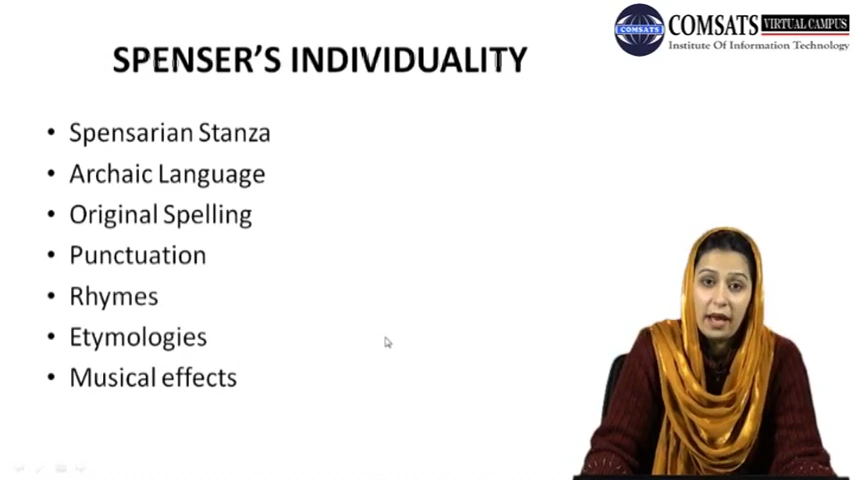 COMSATS VIRTUAL CAMPUS
COMSATS Institute Of Information Technology
SPENSER'S INDIVIDUALITY
• Spensarian Stanza
• Archaic Language
• Original Spelling
• Punctuation
• Rhymes
• Etymologies
• Musical effects